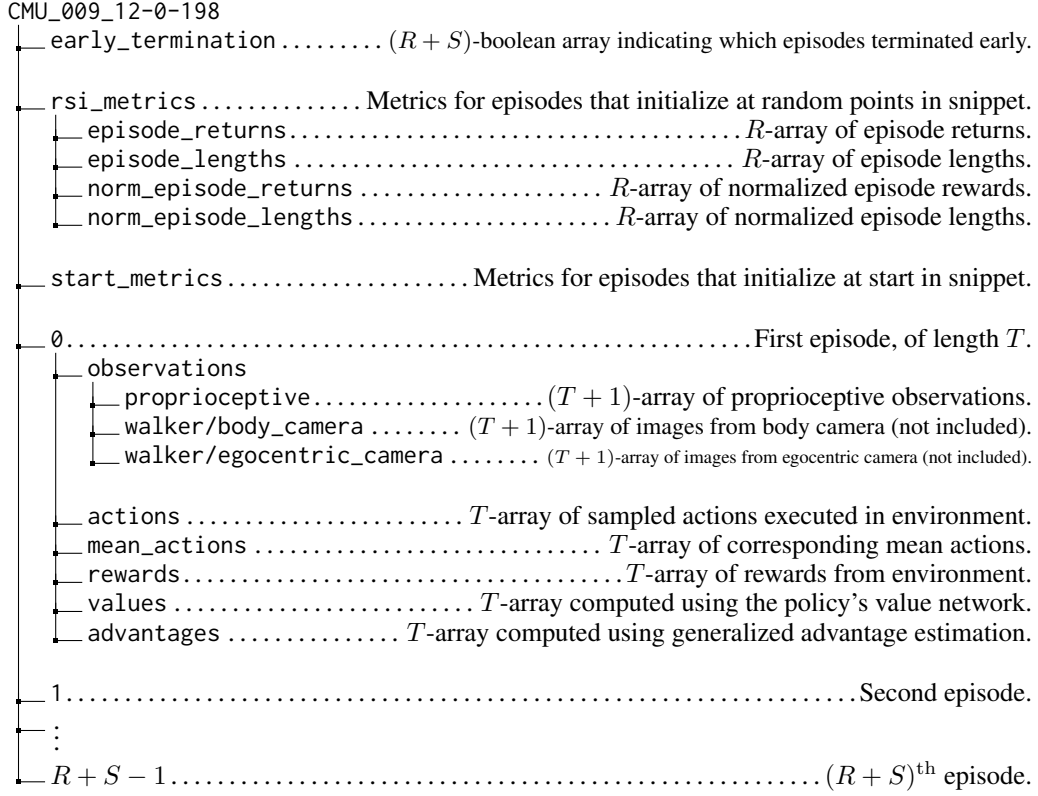 CMU_009_12-0-198
early_termination ......... (R + S)-boolean array indicating which episodes terminated early.
rsi_metrics .............. Metrics for episodes that initialize at random points in snippet.
episode_returns ....................................... R-array of episode returns.
episode_lengths ...................................... R-array of episode lengths.
norm_episode_returns ..................... R-array of normalized episode rewards.
norm_episode_lengths ...................... R-array of normalized episode lengths.
start_metrics ..................... Metrics for episodes that initialize at start in snippet.
0 ............................................................ First episode, of length T.
observations
proprioceptive .................... (T + 1)-array of proprioceptive observations.
walker/body_camera ........ (T + 1)-array of images from body camera (not included).
walker/egocentric_camera ........ (T + 1)-array of images from egocentric camera (not included).
actions ........................ T-array of sampled actions executed in environment.
mean_actions .............................. T-array of corresponding mean actions.
rewards ...................................... T-array of rewards from environment.
values .......................... T-array computed using the policy's value network.
advantages ............... T-array computed using generalized advantage estimation.
1 .................................................................... Second episode.
⋮
R + S − 1 ........................................................ (R + S)th episode.